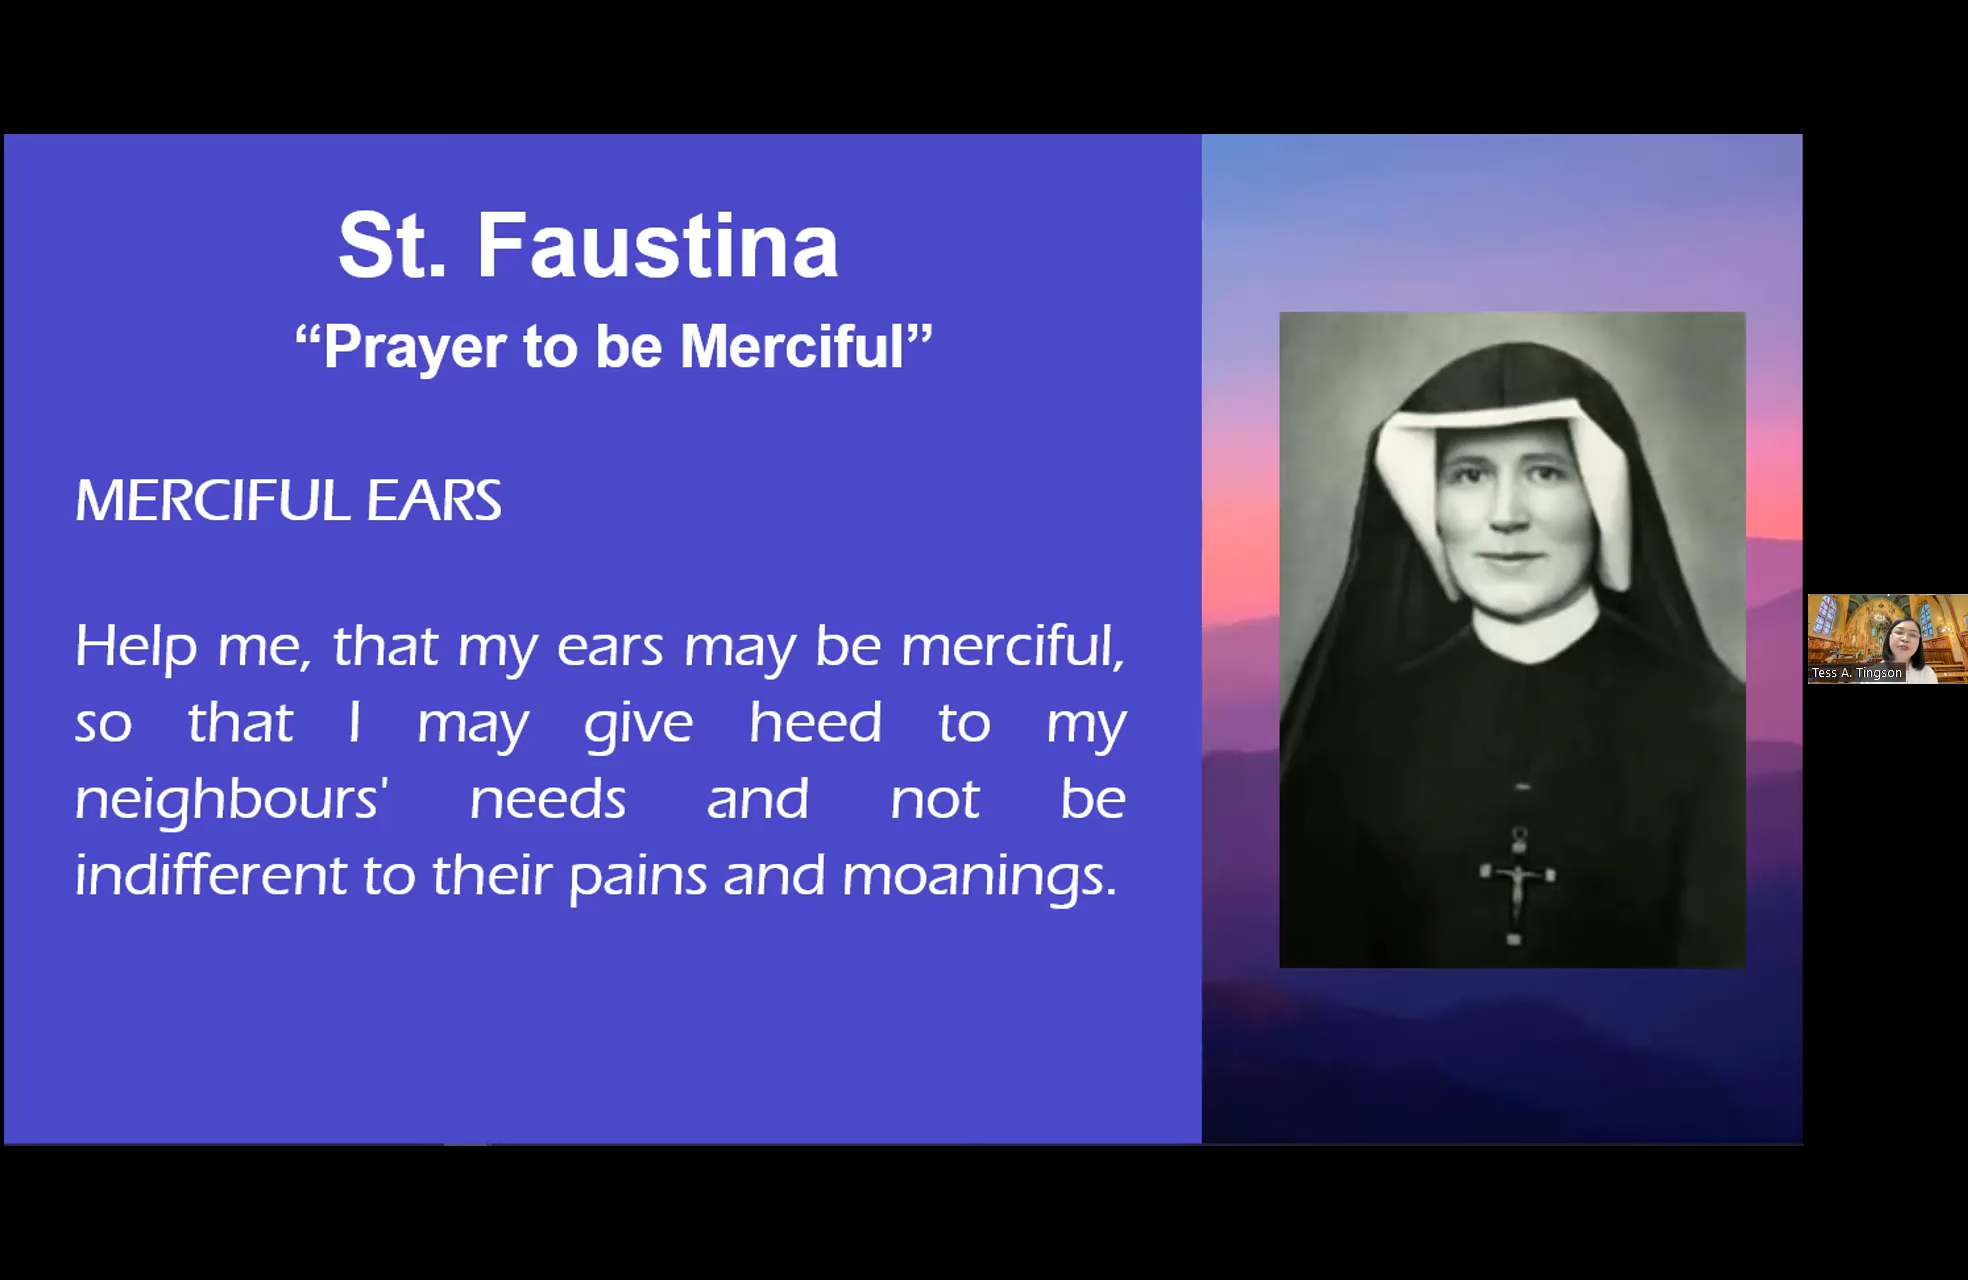 St. Faustina
“Prayer to be Merciful”
MERCIFUL EARS
Help me, that my ears may be merciful,
so that I may give heed to my
neighbours' needs and not be
indifferent to their pains and moanings.
Tess A. Tingson